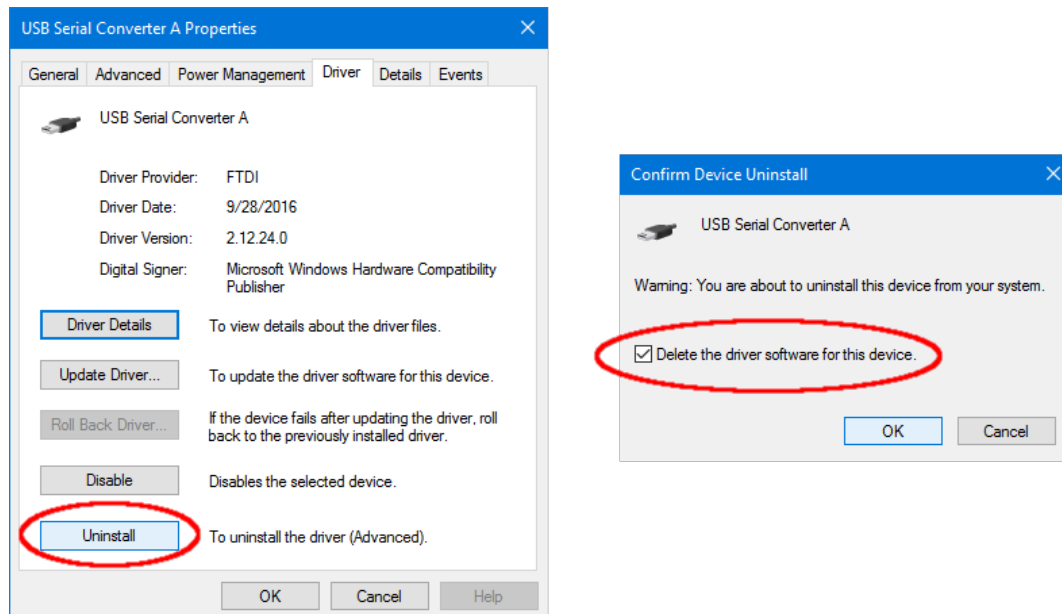 USB Serial Converter A Properties
General Advanced Power Management Driver Details Events
USB Serial Converter A
Driver Provider: FTDI
Driver Date: 9/28/2016
Driver Version: 2.12.24.0
Digital Signer: Microsoft Windows Hardware Compatibility
Publisher
Driver Details To view details about the driver files.
Update Driver... To update the driver software for this device.
Roll Back Driver... If the device fails after updating the driver, roll
back to the previously installed driver.
Disable Disables the selected device.
Uninstall To uninstall the driver (Advanced).
OK Cancel Help
Confirm Device Uninstall
USB Serial Converter A
Warning: You are about to uninstall this device from your system.
Delete the driver software for this device.
OK Cancel